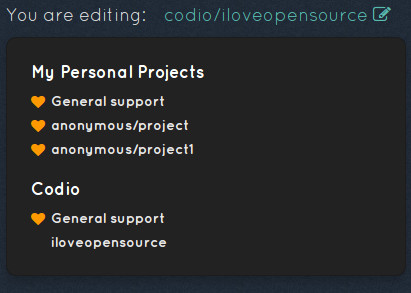 You are editing: codio/iloveopensource
My Personal Projects
General support
anonymous/project
anonymous/project1
Codio
General support
iloveopensource